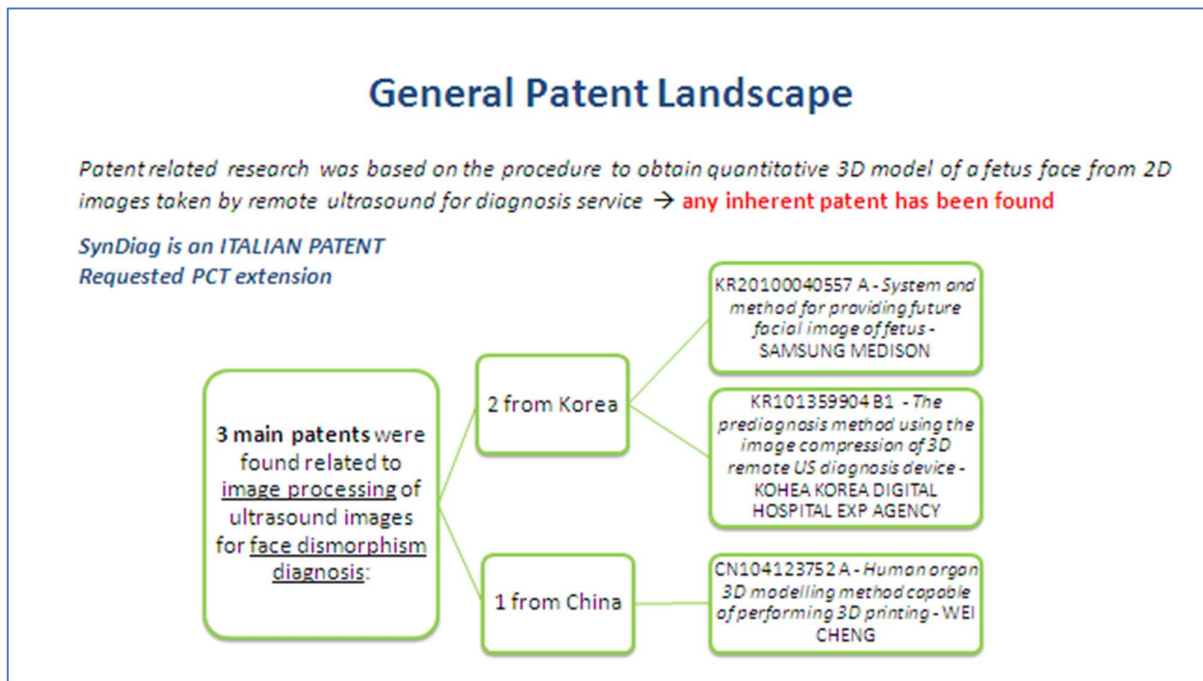 General Patent Landscape
Patent related research was based on the procedure to obtain quantitative 3D model of a fetus face from 2D
images taken by remote ultrasound for diagnosis service → any inherent patent has been found
SynDiag is an ITALIAN PATENT
Requested PCT extension
3 main patents were
found related to
image processing of
ultrasound images
for face dismorphism
diagnosis:
2 from Korea
KR20100040557 A - System and
method for providing future
facial image of fetus -
SAMSUNG MEDISON
KR101359904 B1 - The
prediagnosis method using the
image compression of 3D
remote US diagnosis device -
KOHEA KOREA DIGITAL
HOSPITAL EXP AGENCY
1 from China
CN104123752 A - Human organ
3D modelling method capable
of performing 3D printing - WEI
CHENG